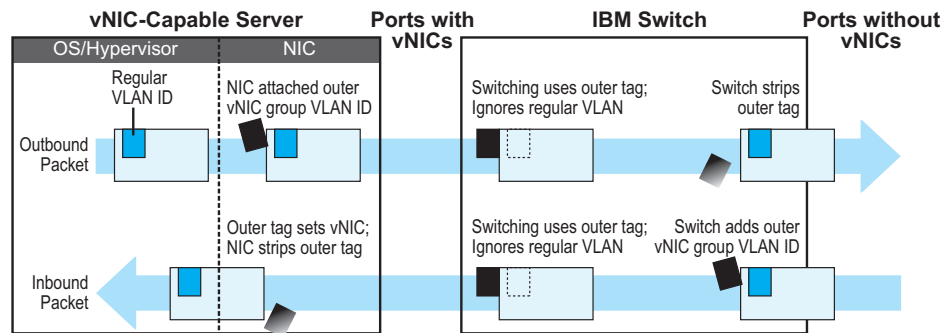 vNIC-Capable Server
Ports with
vNICs
IBM Switch
Ports without
vNICs
OS/Hypervisor
NIC
Regular
VLAN ID
NIC attached outer
vNIC group VLAN ID
Switching uses outer tag;
Ignores regular VLAN
Switch strips
outer tag
Outbound
Packet
Outer tag sets vNIC;
NIC strips outer tag
Switching uses outer tag;
Ignores regular VLAN
Switch adds outer
vNIC group VLAN ID
Inbound
Packet